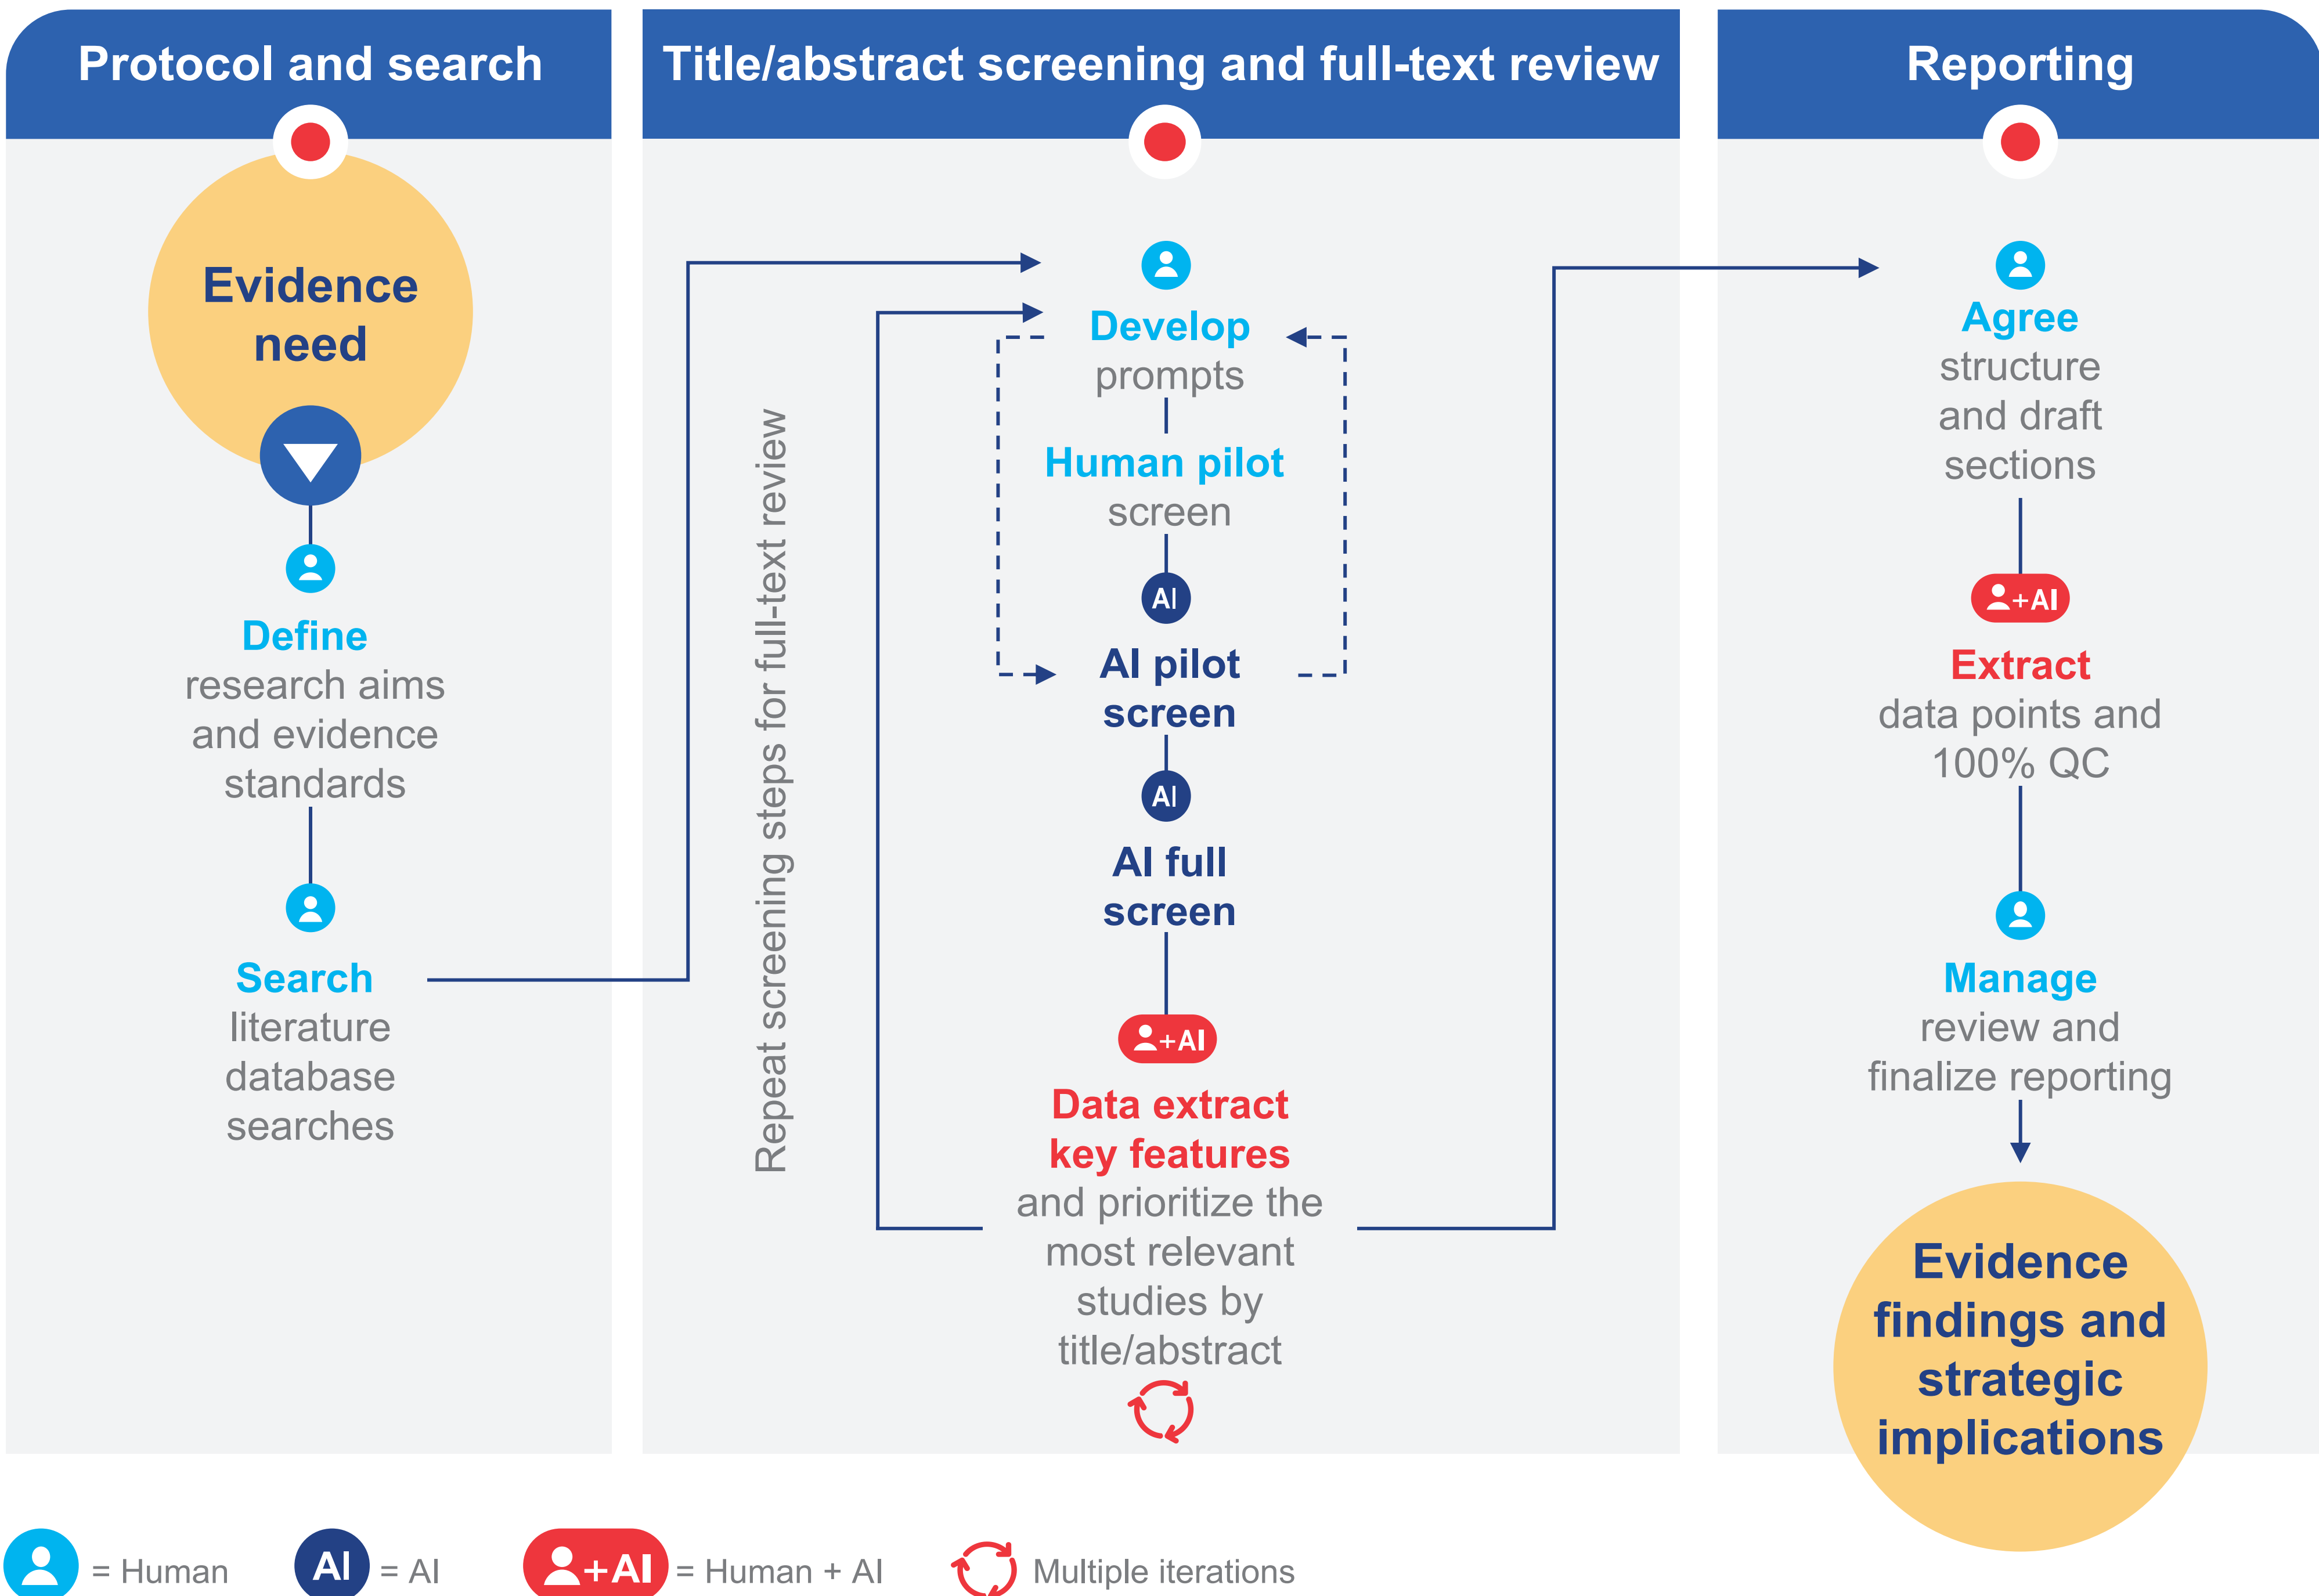 Protocol and search
Evidence
need
Define
research aims
and evidence
standards
Search
literature
database
searches
Title/abstract screening and full-text review
Repeat screening steps for full-text review
Develop
prompts
Human pilot
screen
AI
AI pilot
screen
AI
AI full
screen
+AI
Data extract
key features
and prioritize the
most relevant
studies by
title/abstract
Reporting
Agree
structure
and draft
sections
+AI
Extract
data points and
100% QC
Manage
review and
finalize reporting
Evidence
findings and
strategic
implications
= Human
AI = AI
+AI = Human + AI
Multiple iterations